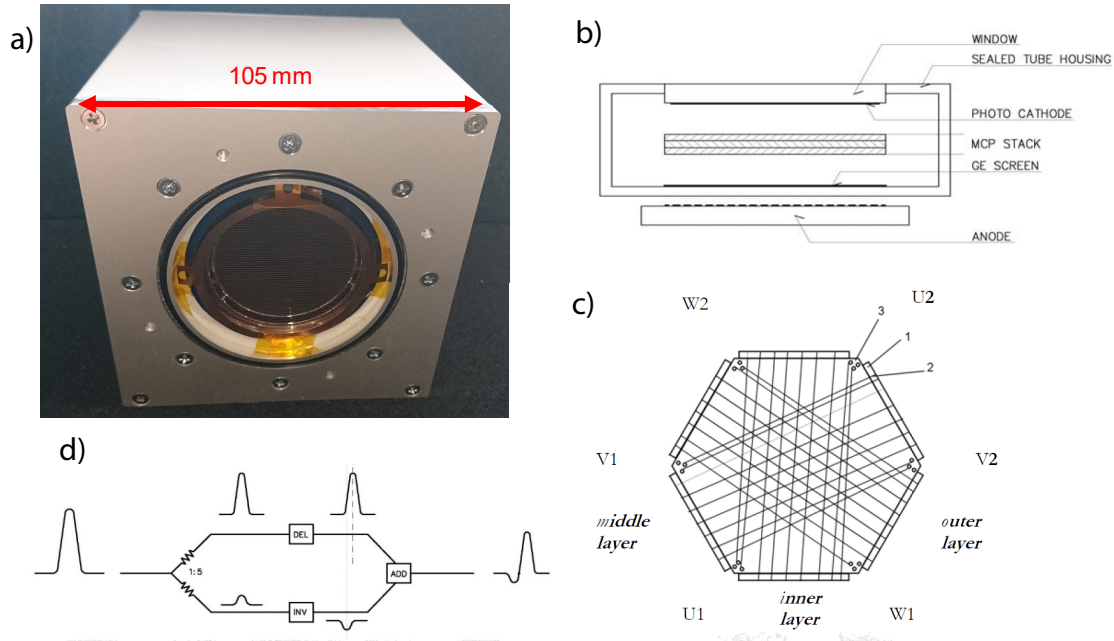 a)
105 mm
b)
WINDOW
SEALED TUBE HOUSING
PHOTO CATHODE
MCP STACK
GE SCREEN
ANODE
c)
W2
U2
3
1
2
V1
V2
middle
layer
outer
layer
inner
layer
U1
W1
d)
1:5
DEL
ADD
INV